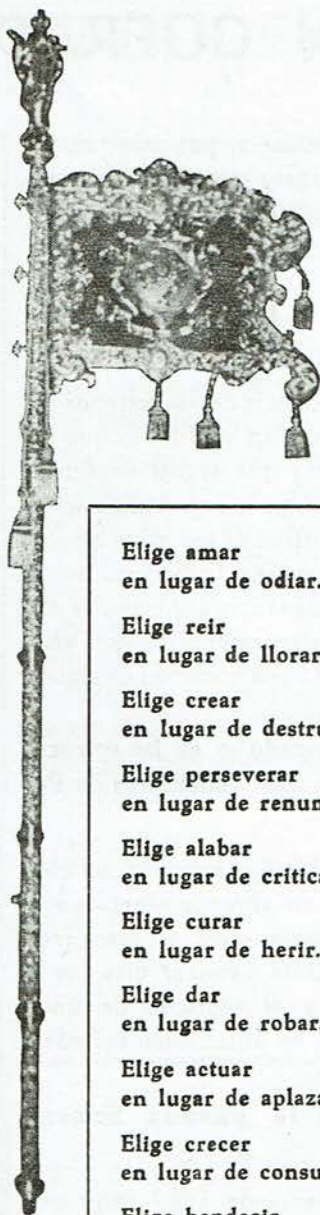 Elige amar
en lugar de odiar.
Elige reir
en lugar de llorar
Elige crear
en lugar de
Elige perseverar
en lugar de
Elige alabar
en lugar de
Elige curar
en lugar de herir.
Elige dar
en lugar de robar.
Elige actuar
en lugar de
Elige crecer
en lugar de
Elige